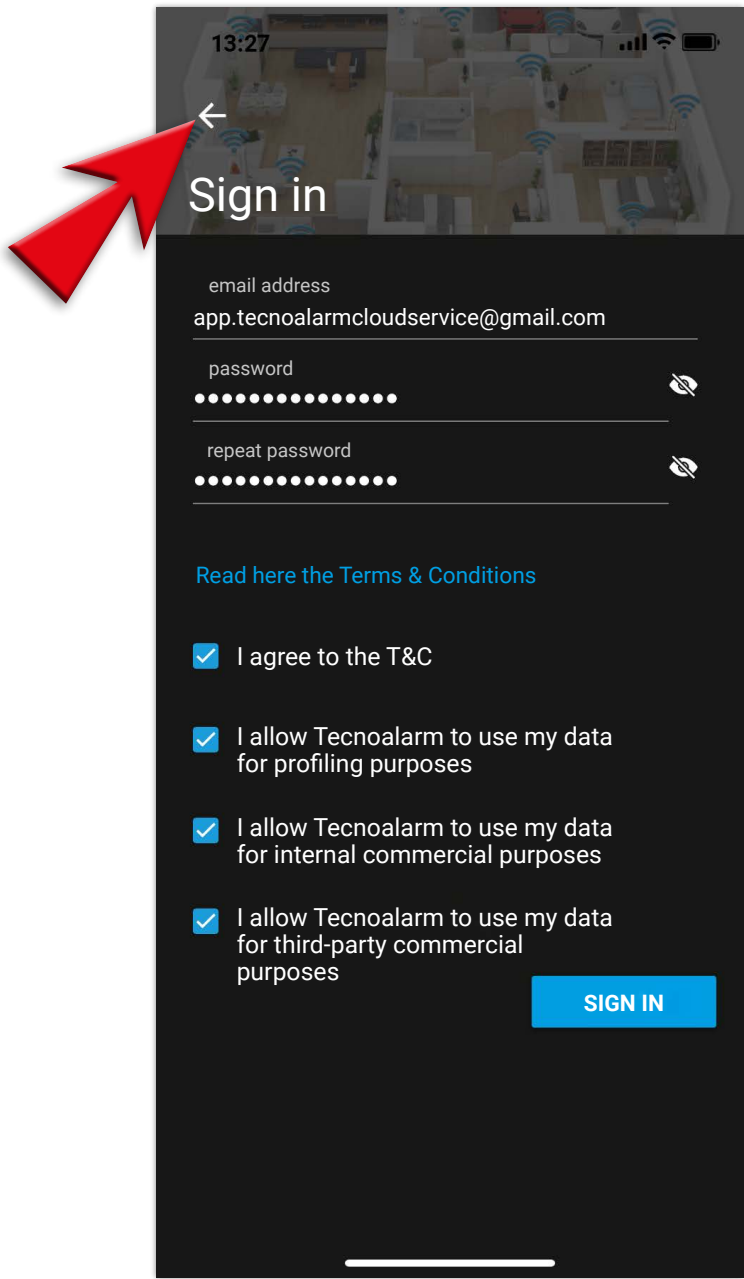 13:27
Sign in
email address
app.tecnoalarmcloudservice@gmail.com
password
repeat password
Read here the Terms & Conditions
I agree to the T&C
I allow Tecnoalarm to use my data
for profiling purposes
I allow Tecnoalarm to use my data
for internal commercial purposes
I allow Tecnoalarm to use my data
for third-party commercial
purposes
SIGN IN